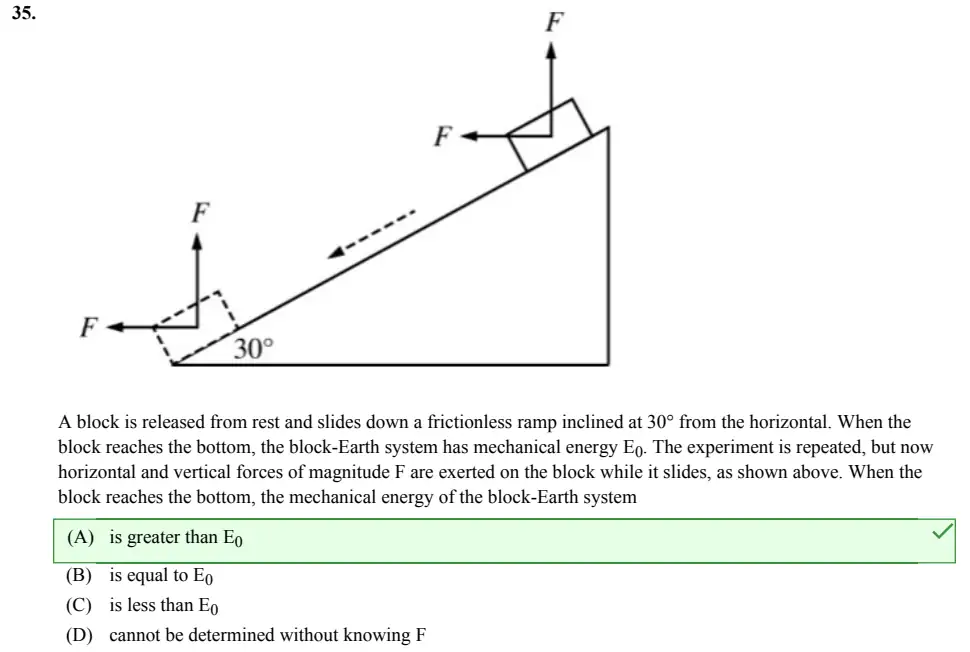 35.
F
F
F
F
30°
A block is released from rest and slides down a frictionless ramp inclined at 30° from the horizontal. When the
block reaches the bottom, the block-Earth system has mechanical energy E₀. The experiment is repeated, but now
horizontal and vertical forces of magnitude F are exerted on the block while it slides, as shown above. When the
block reaches the bottom, the mechanical energy of the block-Earth system
(A) is greater than E₀
(B) is equal to E₀
(C) is less than E₀
(D) cannot be determined without knowing F